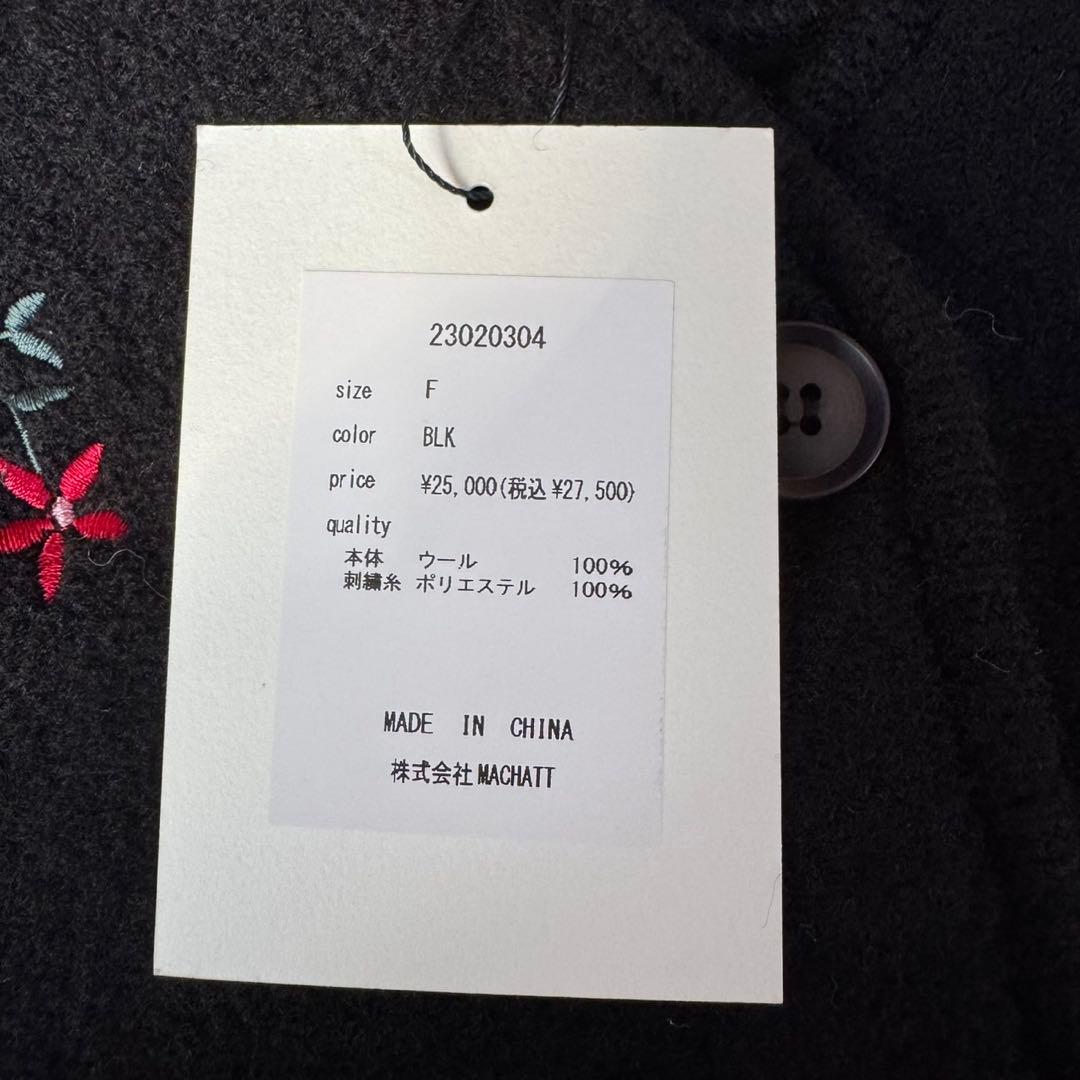 23020304
size F
color BLK
price ¥25,000(税込¥27,500)
quality
本体 ウール 100%
刺繍糸 ポリエステル 100%
MADE IN CHINA
株式会社MACHATT